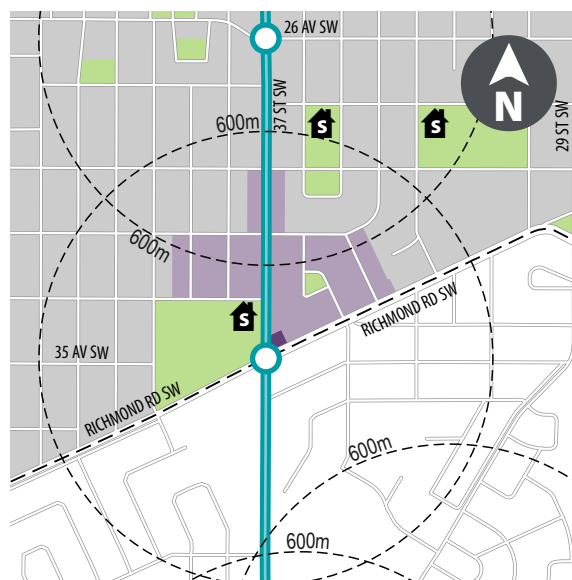 26 AV SW
37 ST SW
29 ST SW
N
600m
S
S
600m
S
RICHMOND RD SW
35 AV SW
RICHMOND RD SW
600m
600m